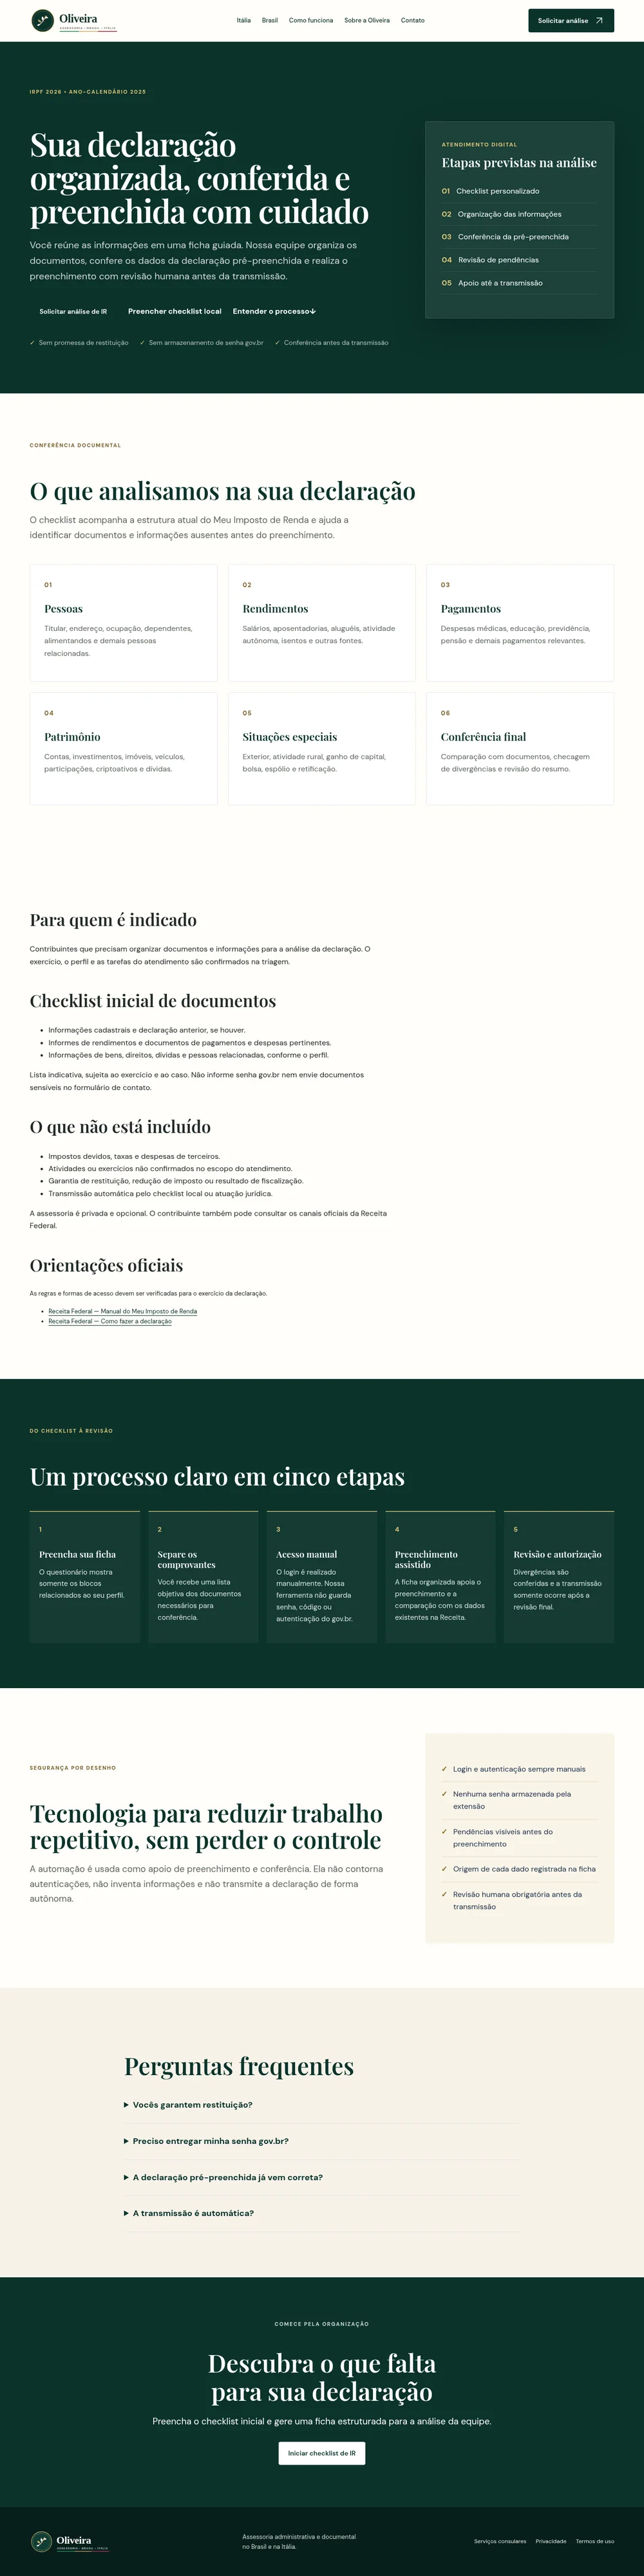 Oliveira
ASSESSORIA • BRASIL • ITÁLIA
Itália
Brasil
Como funciona
Sobre a Oliveira
Contato
Solicitar análise
IRPF 2026 • ANO-CALENDÁRIO 2025
Sua declaração
organizada, conferida e
preenchida com cuidado
Você reúne as informações em uma ficha guiada. Nossa equipe organiza os
documentos, confere os dados da declaração pré-preenchida e realiza o
preenchimento com revisão humana antes da transmissão.
Solicitar análise de IR
Preencher checklist local
Entender o processo↓
✓ Sem promessa de restituição
✓ Sem armazenamento de senha gov.br
✓ Conferência antes da transmissão
ATENDIMENTO DIGITAL
Etapas previstas na análise
01 Checklist personalizado
02 Organização das informações
03 Conferência da pré-preenchida
04 Revisão de pendências
05 Apoio até a transmissão
CONFERÊNCIA DOCUMENTAL
O que analisamos na sua declaração
O checklist acompanha a estrutura atual do Meu Imposto de Renda e ajuda a
identificar documentos e informações ausentes antes do preenchimento.
01
Pessoas
Titular, endereço, ocupação, dependentes,
alimentandos e demais pessoas
relacionadas.
02
Rendimentos
Salários, aposentadorias, aluguéis, atividade
autônoma, isentos e outras fontes.
03
Pagamentos
Despesas médicas, educação, previdência,
pensão e demais pagamentos relevantes.
04
Patrimônio
Contas, investimentos, imóveis, veículos,
participações, criptoativos e dívidas.
05
Situações especiais
Exterior, atividade rural, ganho de capital,
bolsa, espólio e retificação.
06
Conferência final
Comparação com documentos, checagem
de divergências e revisão do resumo.
Para quem é indicado
Contribuintes que precisam organizar documentos e informações para a análise da declaração. O
exercício, o perfil e as tarefas do atendimento são confirmados na triagem.
Checklist inicial de documentos
• Informações cadastrais e declaração anterior, se houver.
• Informes de rendimentos e documentos de pagamentos e despesas pertinentes.
• Informações de bens, direitos, dívidas e pessoas relacionadas, conforme o perfil.
Lista indicativa, sujeita ao exercício e ao caso. Não informe senha gov.br nem envie documentos
sensíveis no formulário de contato.
O que não está incluído
• Impostos devidos, taxas e despesas de terceiros.
• Atividades ou exercícios não confirmados no escopo do atendimento.
• Garantia de restituição, redução de imposto ou resultado de fiscalização.
• Transmissão automática pelo checklist local ou atuação jurídica.
A assessoria é privada e opcional. O contribuinte também pode consultar os canais oficiais da Receita
Federal.
Orientações oficiais
As regras e formas de acesso devem ser verificadas para o exercício da declaração.
• Receita Federal — Manual do Meu Imposto de Renda
• Receita Federal — Como fazer a declaração
DO CHECKLIST À REVISÃO
Um processo claro em cinco etapas
1
Preencha sua ficha
O questionário mostra
somente os blocos
relacionados ao seu perfil.
2
Separe os
comprovantes
Você recebe uma lista
objetiva dos documentos
necessários para
conferência.
3
Acesso manual
O login é realizado
manualmente. Nossa
ferramenta não guarda
senha, código ou
autenticação do gov.br.
4
Preenchimento
assistido
A ficha organizada apoia o
preenchimento e a
comparação com os dados
existentes na Receita.
5
Revisão e autorização
Divergências são
conferidas e a transmissão
somente ocorre após a
revisão final.
SEGURANÇA POR DESENHO
Tecnologia para reduzir trabalho
repetitivo, sem perder o controle
A automação é usada como apoio de preenchimento e conferência. Ela não contorna
autenticações, não inventa informações e não transmite a declaração de forma
autônoma.
✓ Login e autenticação sempre manuais
✓ Nenhuma senha armazenada pela
extensão
✓ Pendências visíveis antes do
preenchimento
✓ Origem de cada dado registrada na ficha
✓ Revisão humana obrigatória antes da
transmissão
Perguntas frequentes
▶ Vocês garantem restituição?
▶ Preciso entregar minha senha gov.br?
▶ A declaração pré-preenchida já vem correta?
▶ A transmissão é automática?
COMECE PELA ORGANIZAÇÃO
Descubra o que falta
para sua declaração
Preencha o checklist inicial e gere uma ficha estruturada para a análise da equipe.
Iniciar checklist de IR
Oliveira
ASSESSORIA • BRASIL • ITÁLIA
Assessoria administrativa e documental
no Brasil e na Itália.
Serviços consulares
Privacidade
Termos de uso